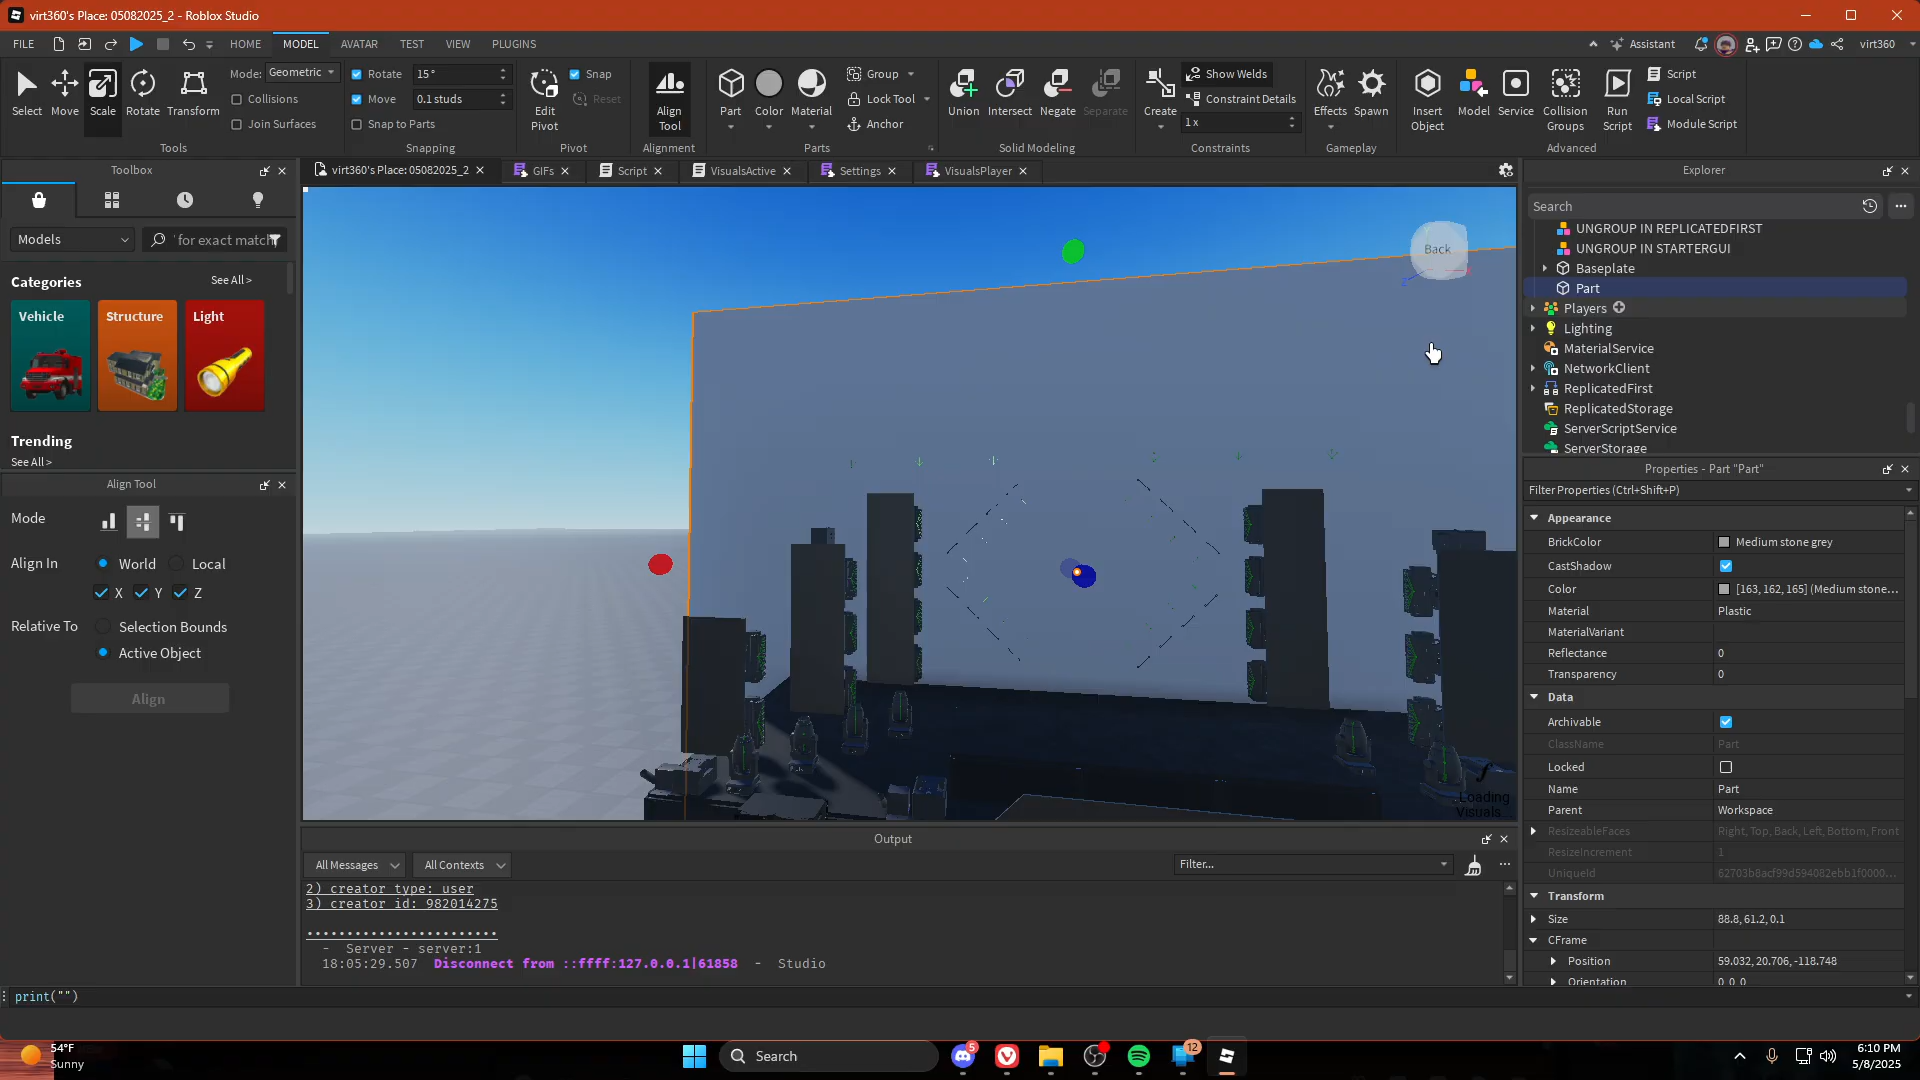 virt360's Place: 05082025_2 - Roblox Studio
FILE HOME MODEL AVATAR TEST VIEW PLUGINS Assistant virt360
Select Move Scale Rotate Transform
Mode: Geometric
Collisions
Join Surfaces
Tools
Rotate 15°
Move 0.1 studs
Snap to Parts
Snapping
Edit Pivot
Snap
Reset
Pivot
Align Tool
Alignment
Part Color Material
Group
Lock Tool
Anchor
Parts
Union Intersect Negate Separate
Solid Modeling
Create
Show Welds
Constraint Details
1 x
Constraints
Effects Spawn
Gameplay
Insert Object
Model Service
Collision Groups
Run Script
Script
Local Script
Module Script
Advanced
Toolbox
Models
for exact match
Categories See All >
Vehicle Structure Light
Trending
See All >
Align Tool
Mode
Align In World Local
X Y Z
Relative To Selection Bounds
Active Object
Align
virt360's Place: 05082025_2 GIFs Script VisualsActive Settings VisualsPlayer
Back
Z
Loading
Visuals...
Output
All Messages All Contexts Filter...
2) creator type: user
3) creator id: 982014275
- Server - server:1
18:05:29.507 Disconnect from ::ffff:127.0.0.1|61858 - Studio
print("")
Explorer
Search
UNGROUP IN REPLICATEDFIRST
UNGROUP IN STARTERGUI
Baseplate
Part
Players
Lighting
MaterialService
NetworkClient
ReplicatedFirst
ReplicatedStorage
ServerScriptService
ServerStorage
Properties - Part "Part"
Filter Properties (Ctrl+Shift+P)
Appearance
BrickColor Medium stone grey
CastShadow
Color [163, 162, 165] (Medium stone...
Material Plastic
MaterialVariant
Reflectance 0
Transparency 0
Data
Archivable
ClassName Part
Locked
Name Part
Parent Workspace
ResizeableFaces Right, Top, Back, Left, Bottom, Front
ResizeIncrement 1
UniqueId 62703b8acf99d594082ebb1f0000...
Transform
Size 88.8, 61.2, 0.1
CFrame
Position 59.032, 20.706, -118.748
Orientation 0, 0, 0
54°F
Sunny
Search
5
12
6:10 PM
5/8/2025